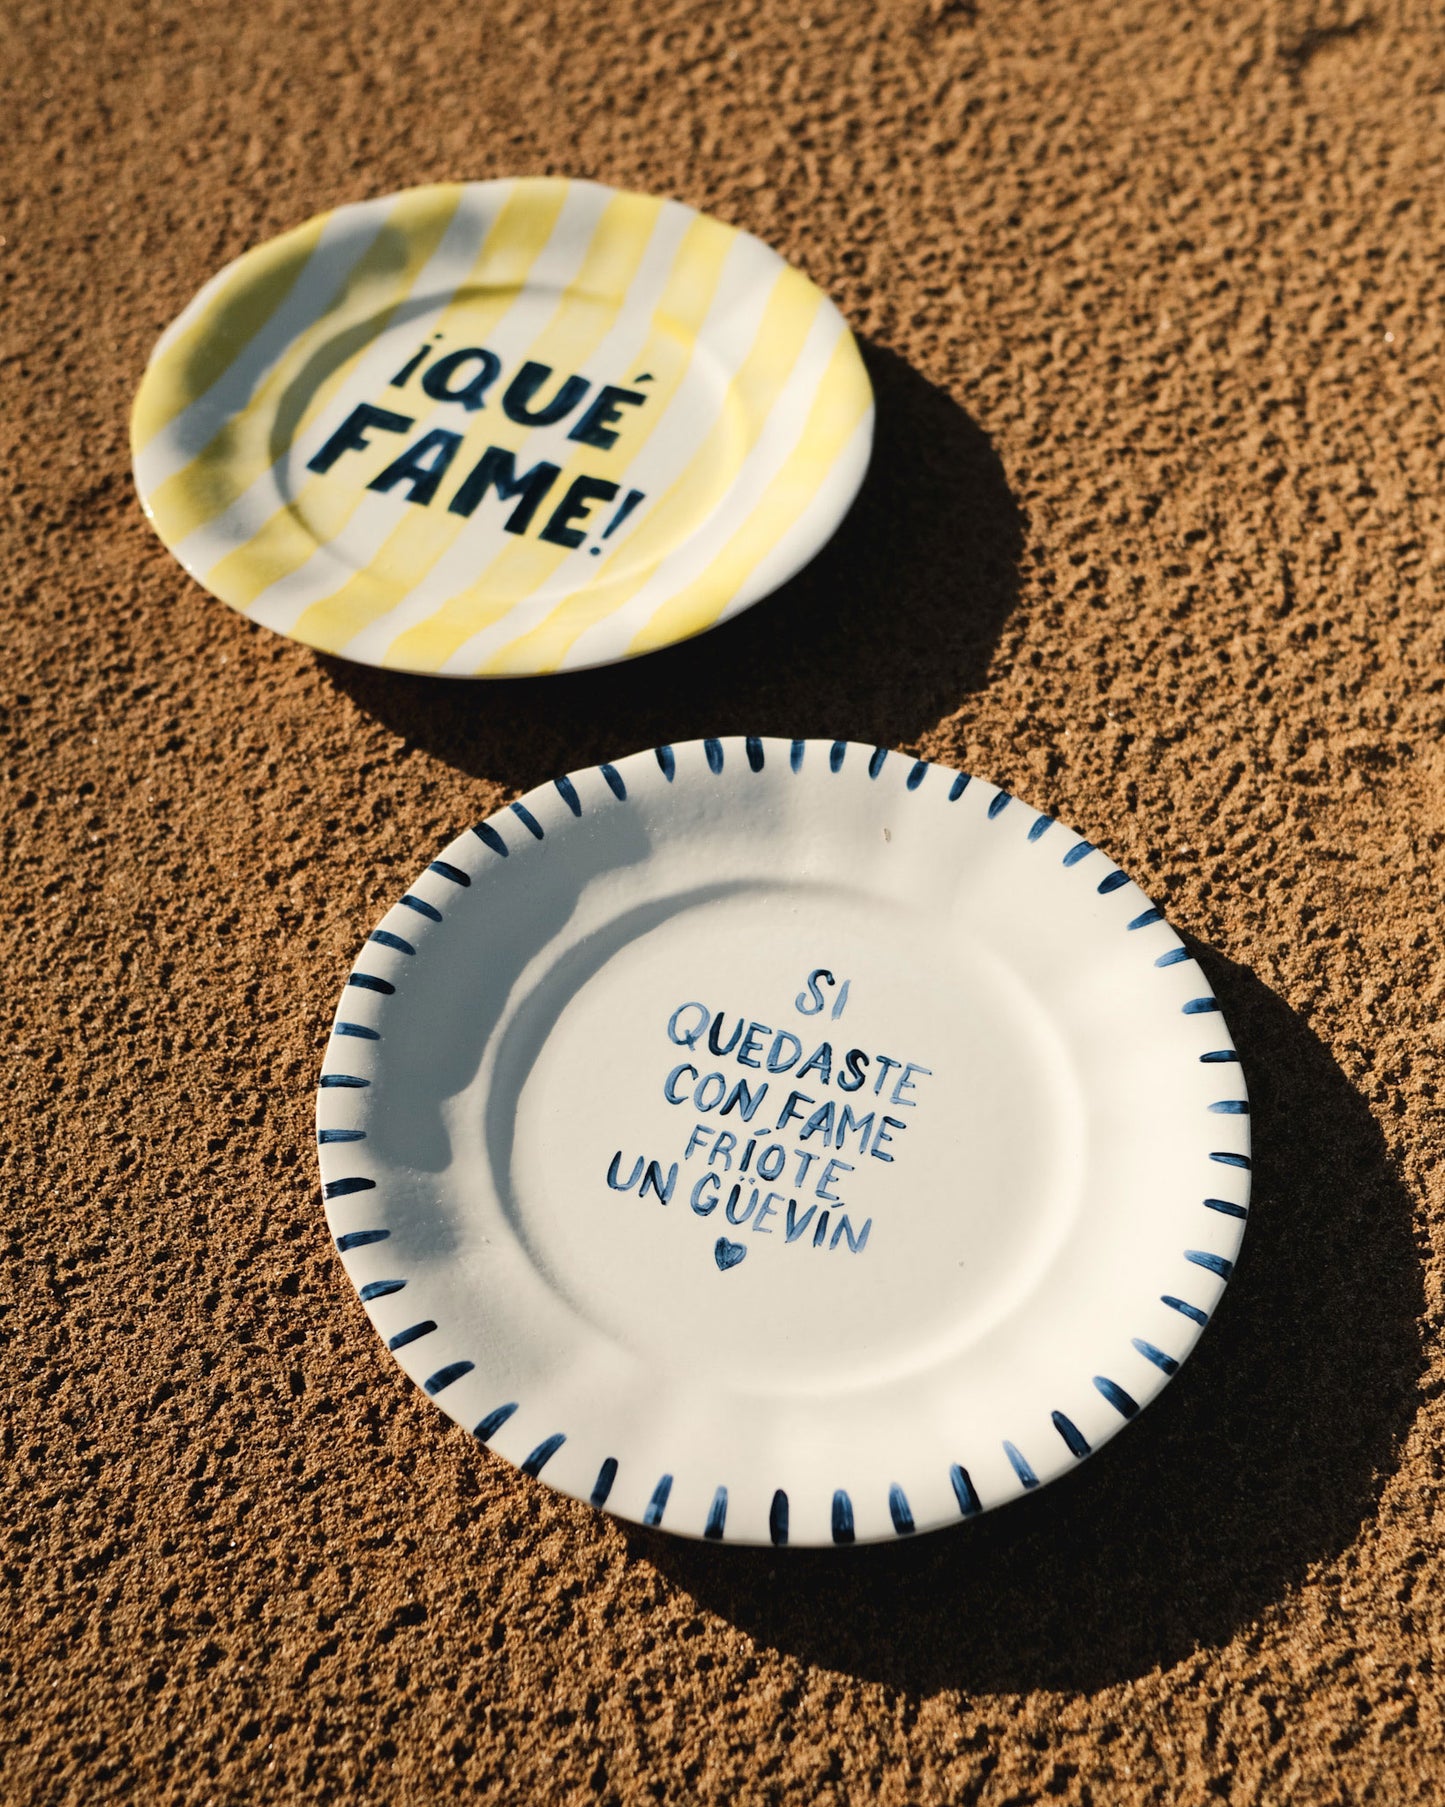 ¡QUÉ
FAME!
SI
QUEDASTE
CON FAME
FRÍOTE
UN GÜEVÍN